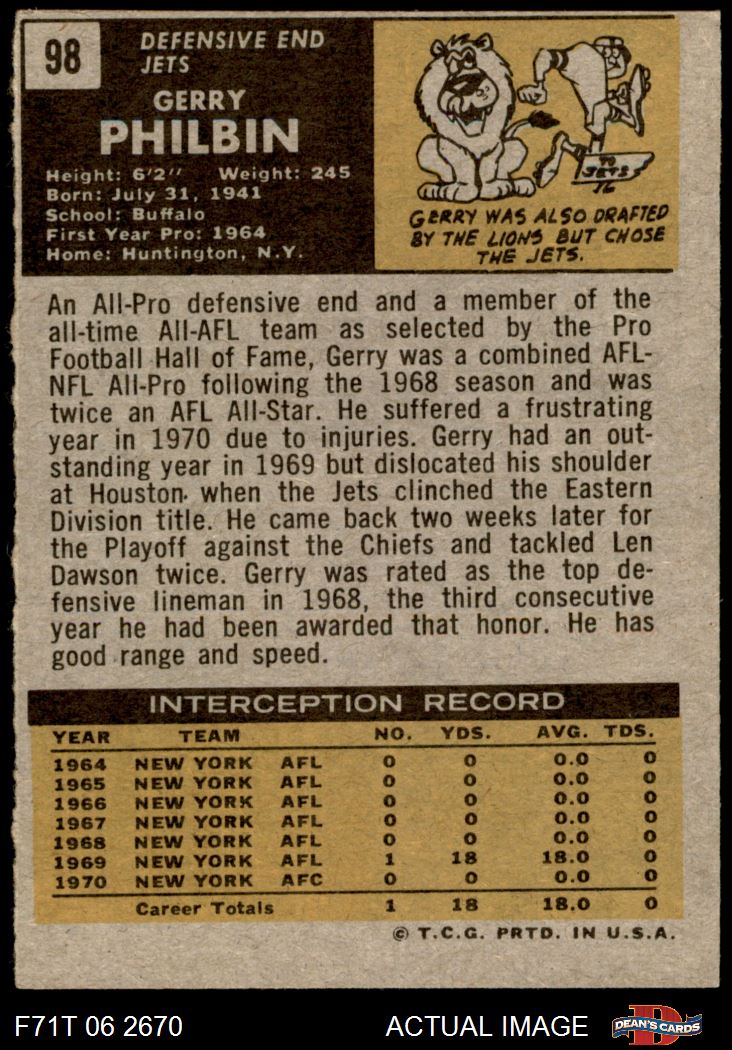 98
DEFENSIVE END
JETS
GERRY
PHILBIN
Height: 6'2" Weight: 245
Born: July 31, 1941
School: Buffalo
First Year Pro: 1964
Home: Huntington, N.Y.
TO
JETS
GERRY WAS ALSO DRAFTED
BY THE LIONS BUT CHOSE
THE JETS.
An All-Pro defensive end and a member of the
all-time All-AFL team as selected by the Pro
Football Hall of Fame, Gerry was a combined AFL-
NFL All-Pro following the 1968 season and was
twice an AFL All-Star. He suffered a frustrating
year in 1970 due to injuries. Gerry had an out-
standing year in 1969 but dislocated his shoulder
at Houston when the Jets clinched the Eastern
Division title. He came back two weeks later for
the Playoff against the Chiefs and tackled Len
Dawson twice. Gerry was rated as the top de-
fensive lineman in 1968, the third consecutive
year he had been awarded that honor. He has
good range and speed.
INTERCEPTION RECORD
YEAR TEAM NO. YDS. AVG. TDS.
1964 NEW YORK AFL 0 0 0.0 0
1965 NEW YORK AFL 0 0 0.0 0
1966 NEW YORK AFL 0 0 0.0 0
1967 NEW YORK AFL 0 0 0.0 0
1968 NEW YORK AFL 0 0 0.0 0
1969 NEW YORK AFL 1 18 18.0 0
1970 NEW YORK AFC 0 0 0.0 0
Career Totals 1 18 18.0 0
© T.C.G. PRTD. IN U.S.A.
F71T 06 2670 ACTUAL IMAGE
D
DEAN'S CARDS